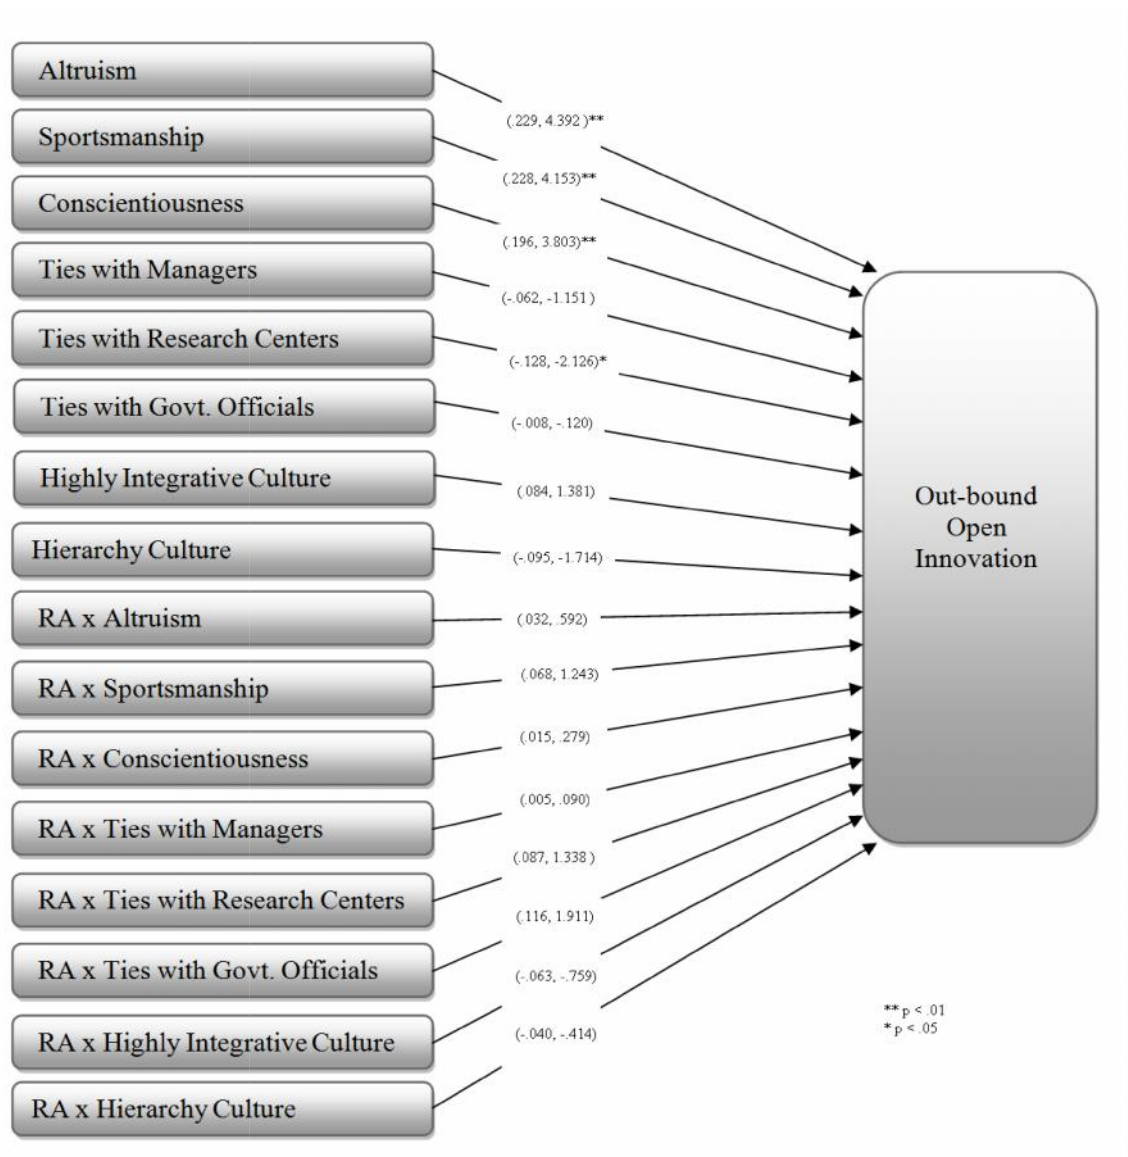 Altruism
(.229, 4.392 )**
Sportsmanship
(.228, 4.153)**
Conscientiousness
(.196, 3.803)**
Ties with Managers
(-.062, -1.151 )
Ties with Research Centers
(-.128, -2.126)*
Ties with Govt. Officials
(-.008, -.120)
Highly Integrative Culture
(.084, 1.381)
Out-bound
Open
Innovation
Hierarchy Culture
(-.095, -1.714)
RA x Altruism
(.032, .592)
RA x Sportsmanship
(.068, 1.243)
RA x Conscientiousness
(.015, .279)
RA x Ties with Managers
(.005, .090)
RA x Ties with Research Centers
(.087, 1.338 )
RA x Ties with Govt. Officials
(.116, 1.911)
RA x Highly Integrative Culture
(-.063, -.759)
RA x Hierarchy Culture
(-.040, -.414)
** p < .01
* p < .05